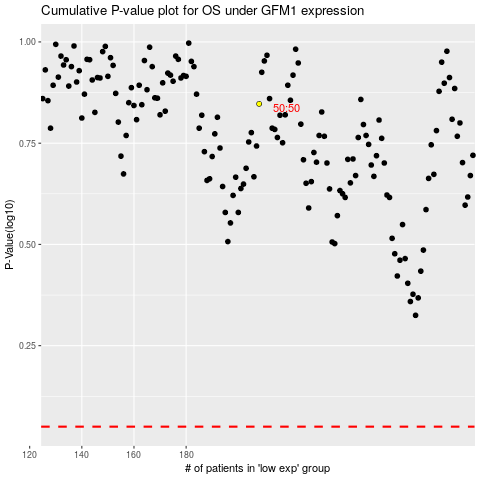 Cumulative P-value plot for OS under GFM1 expression
P-Value(log10)
1.00
0.75
0.50
0.25
50:50
120 140 160 180
# of patients in 'low exp' group